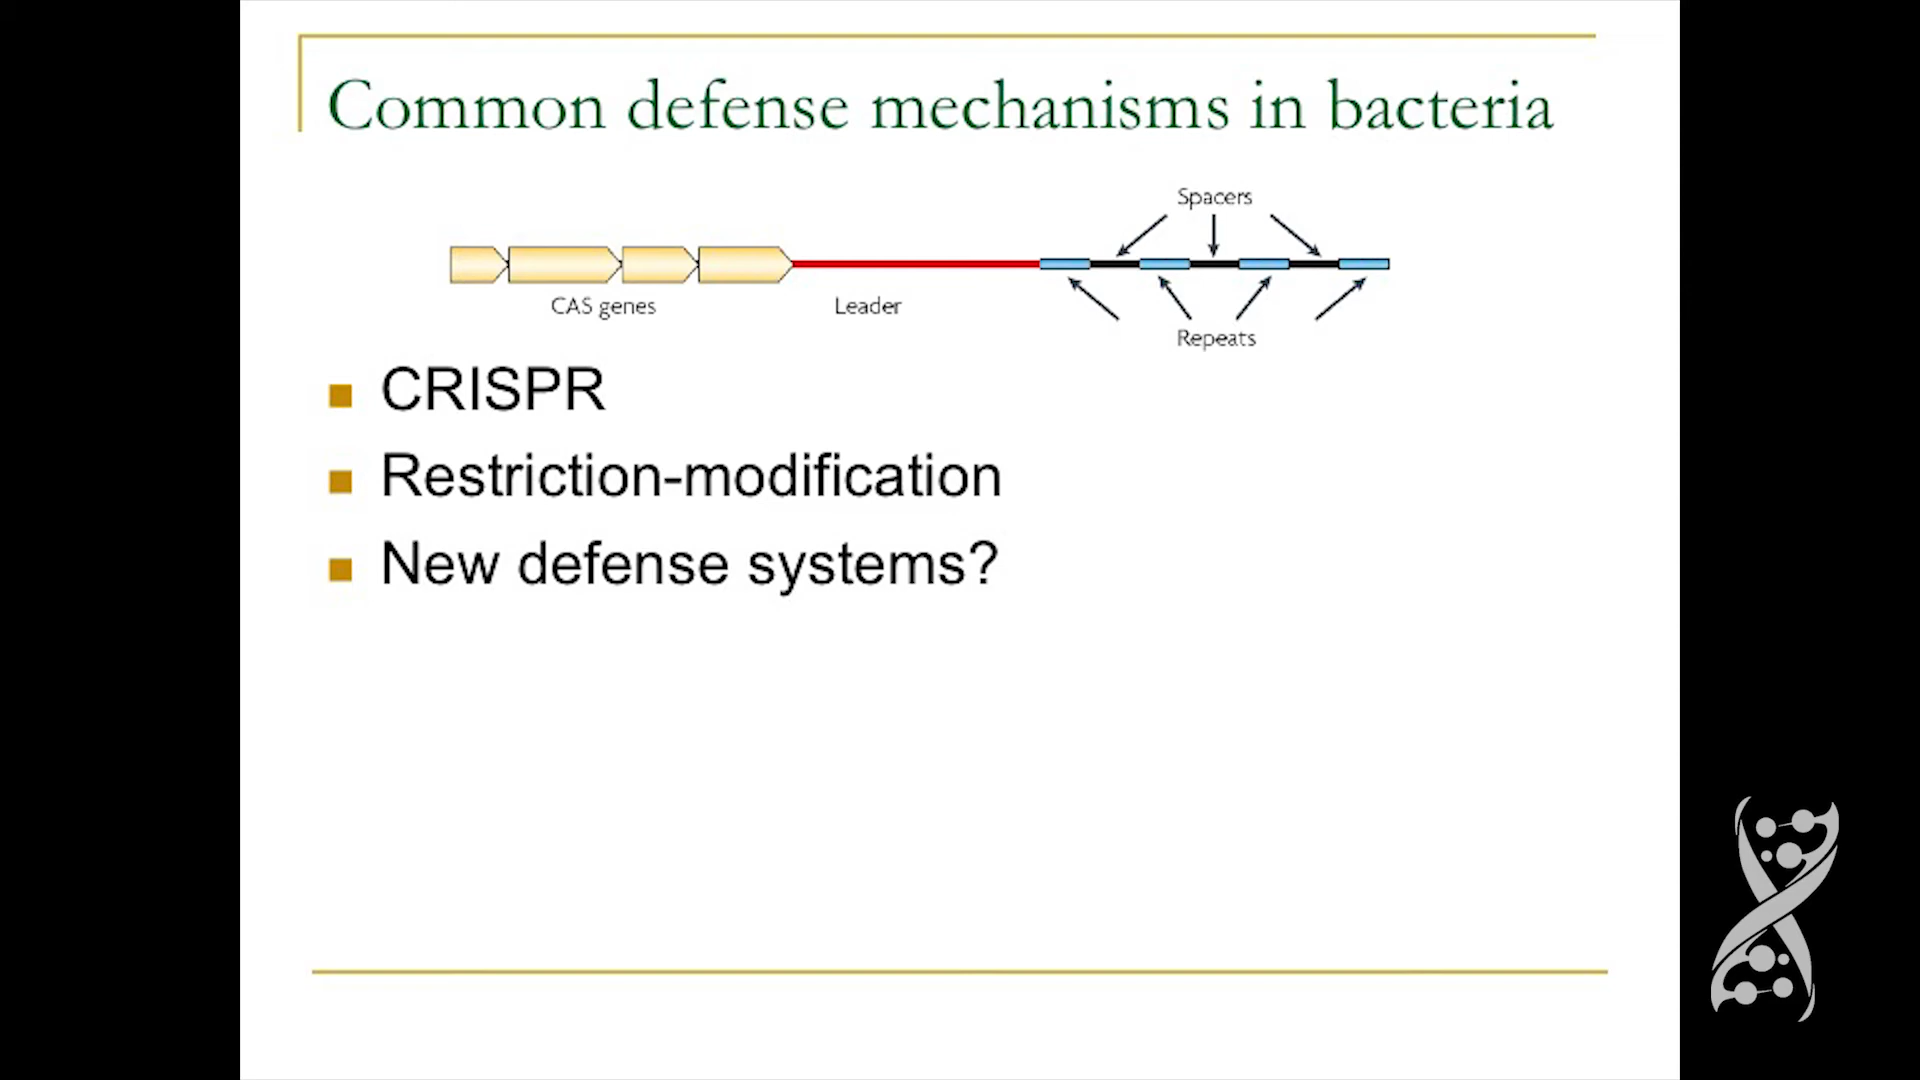 Common defense mechanisms in bacteria
Spacers
CAS genes
Leader
Repeats
CRISPR
Restriction-modification
New defense systems?